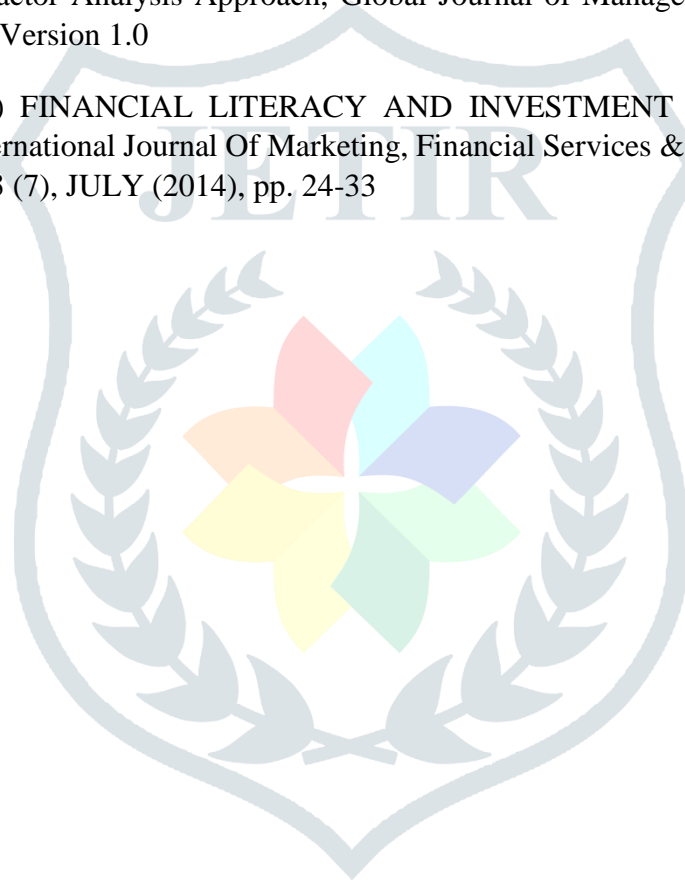 Factor Analysis Approach, Global Journal of Manage
Version 1.0
) FINANCIAL LITERACY AND INVESTMENT
ernational Journal Of Marketing, Financial Services &
3 (7), JULY (2014), pp. 24-33
JETIR